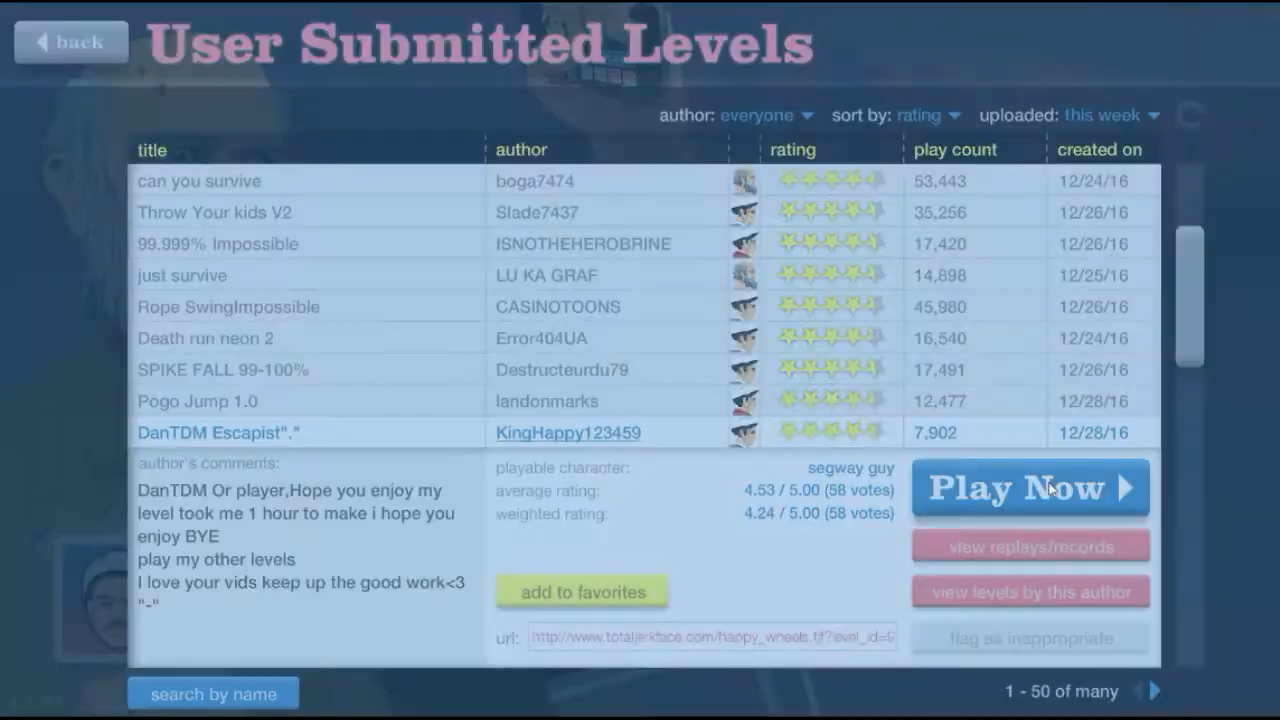 back
User Submitted Levels
author: everyone sort by: rating uploaded: this week
title author rating play count created on
can you survive boga7474 53,443 12/24/16
Throw Your kids V2 Slade7437 35,256 12/26/16
99.999% Impossible ISNOTHEHEROBRINE 17,420 12/26/16
just survive LU KA GRAF 14,898 12/25/16
Rope SwingImpossible CASINOTOONS 45,980 12/26/16
Death run neon 2 Error404UA 16,540 12/24/16
SPIKE FALL 99-100% Destructeurdu79 17,491 12/26/16
Pogo Jump 1.0 landonmarks 12,477 12/28/16
DanTDM Escapist"." KingHappy123459 7,902 12/28/16
author's comments:
DanTDM Or player,Hope you enjoy my
level took me 1 hour to make i hope you
enjoy BYE
play my other levels
I love your vids keep up the good work<3
"-"
playable character: segway guy
average rating: 4.53 / 5.00 (58 votes)
weighted rating: 4.24 / 5.00 (58 votes)
add to favorites
url: http://www.totaljerkface.com/happy_wheels.tjf?level_id=9
Play Now
view replays/records
view levels by this author
flag as inappropriate
search by name
1 - 50 of many